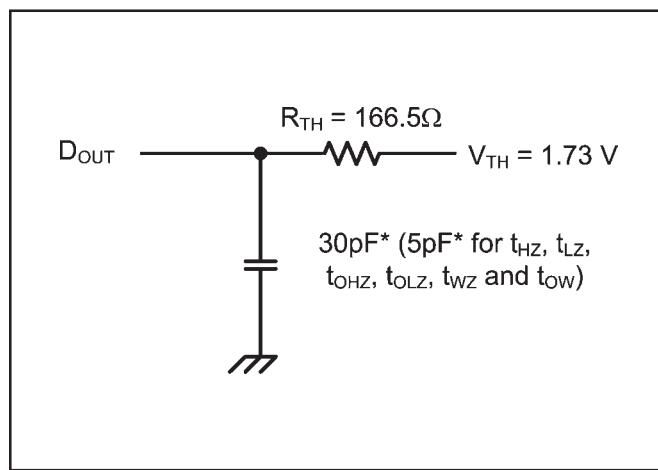 R_TH = 166.5Ω
D_OUT
V_TH = 1.73 V
30pF* (5pF* for t_HZ, t_LZ,
t_OHZ, t_OLZ, t_WZ and t_OW)